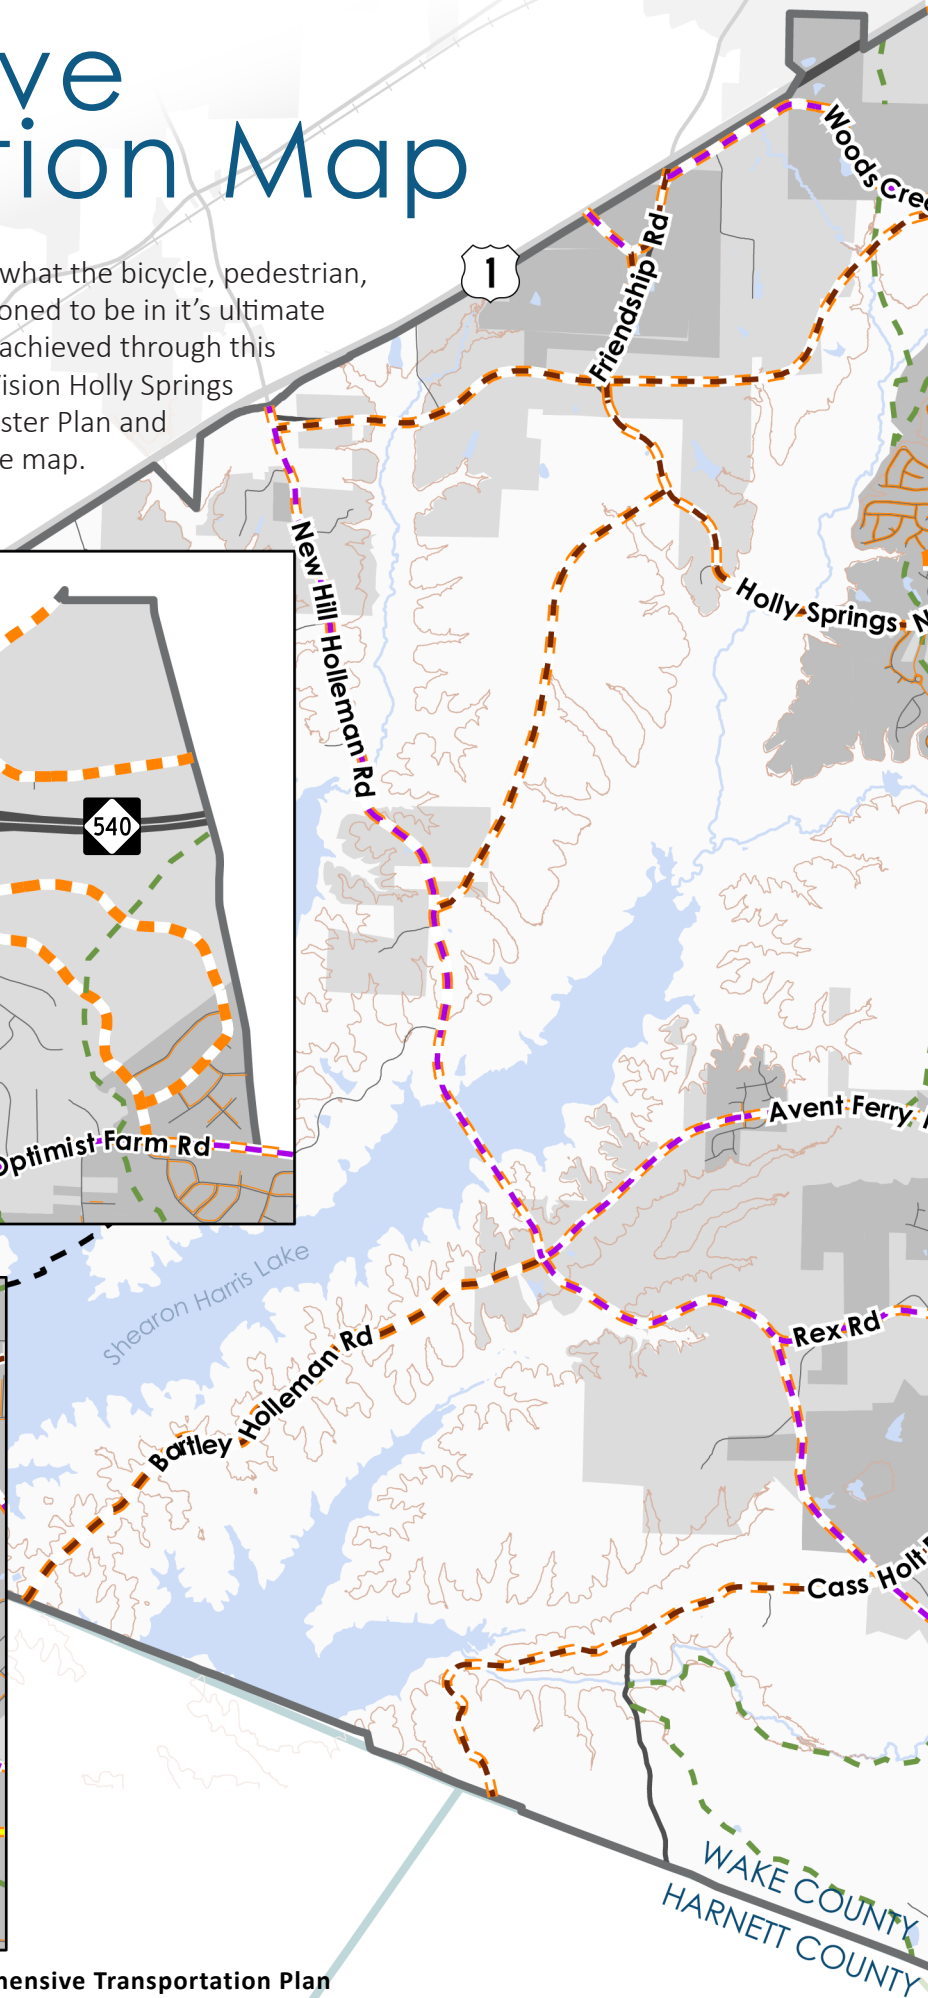 ve
tion Map
what the bicycle, pedestrian,
oned to be in it's ultimate
achieved through this
Vision Holly Springs
ster Plan and
e map.
1
Woods Cree
Friendship Rd
New Hill Holleman Rd
Holly Springs N
540
Optimist Farm Rd
Avent Ferry
Shearon Harris Lake
Rex Rd
Bartley Holleman Rd
Cass Holt
WAKE COUNTY
HARNETT COUNTY
hensive Transportation Plan